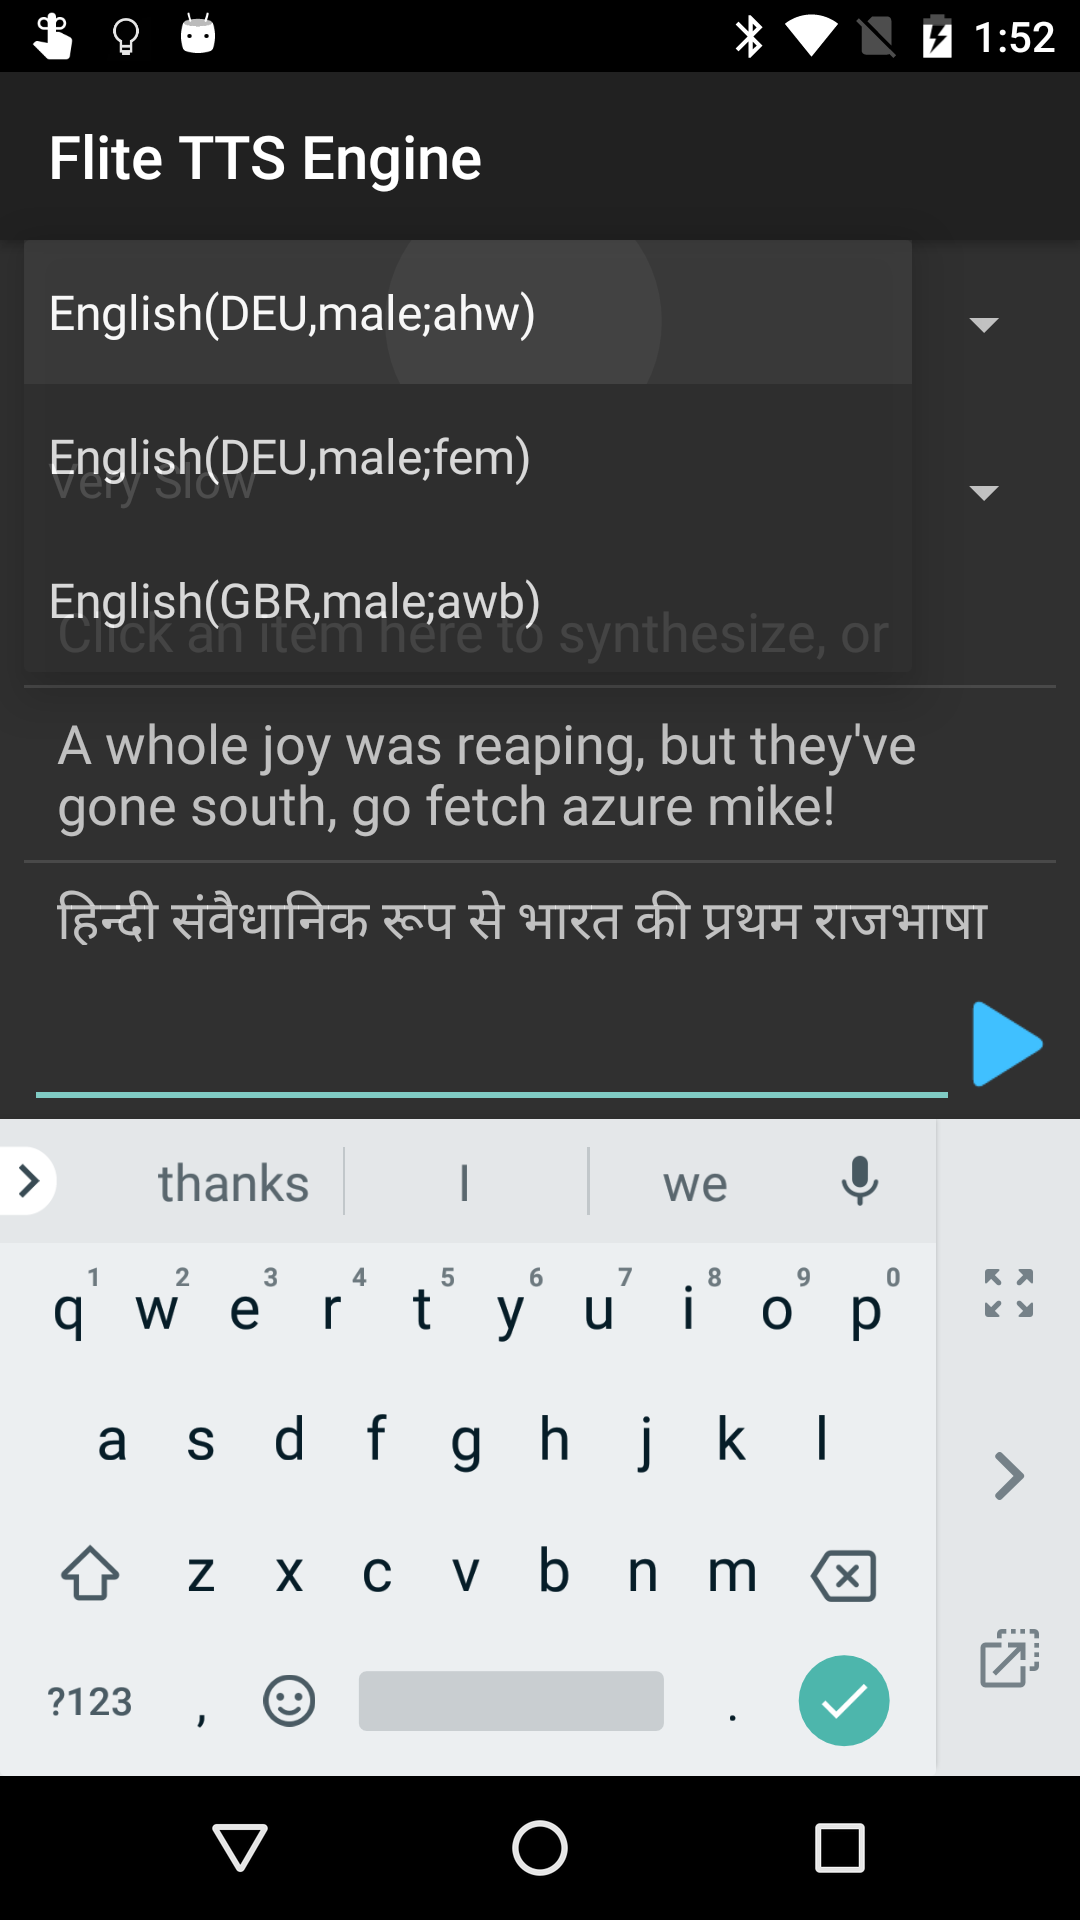 1:52
Flite TTS Engine
English(DEU,male;ahw)
English(DEU,male;fem)
Very Slow
English(GBR,male;awb)
Click an item here to synthesize, or
A whole joy was reaping, but they've
gone south, go fetch azure mike!
हिन्दी संवैधानिक रूप से भारत की प्रथम राजभाषा
thanks I we
1 2 3 4 5 6 7 8 9 0
q w e r t y u i o p
a s d f g h j k l
z x c v b n m
?123 , .